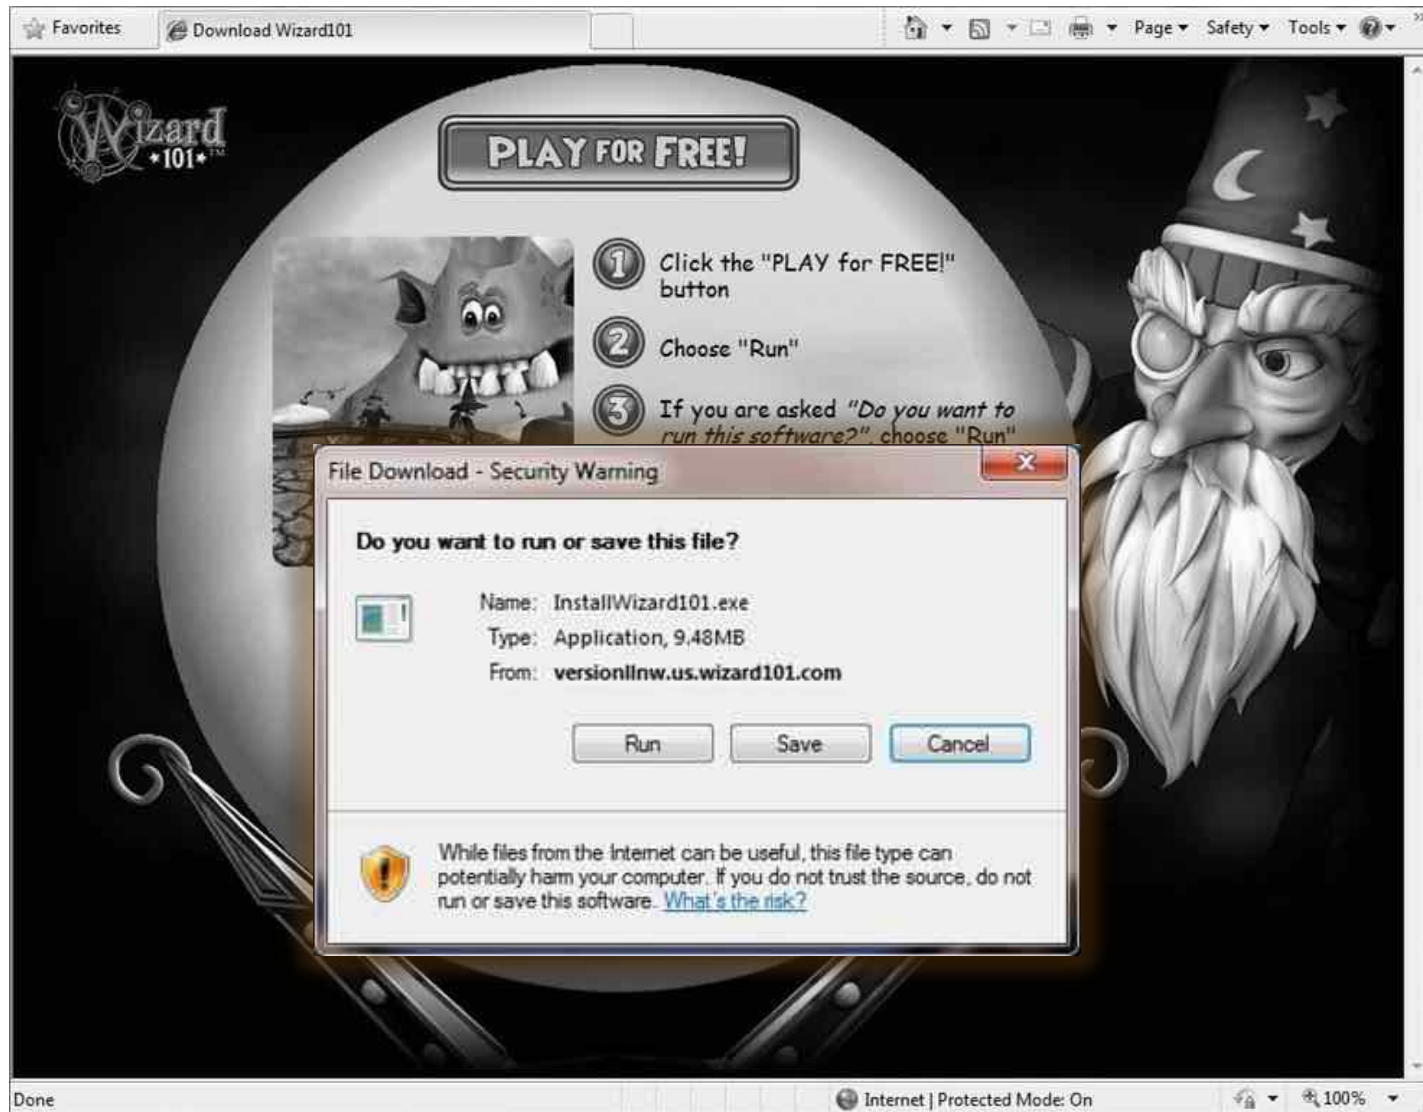 Favorites
Download Wizard101
Page
Safety
Tools
Wizard
101
TM
PLAY FOR FREE!
1
Click the "PLAY for FREE!"
button
2
Choose "Run"
3
If you are asked "Do you want to
run this software?", choose "Run"
File Download - Security Warning
Do you want to run or save this file?
Name: InstallWizard101.exe
Type: Application, 9.48MB
From: versionllnw.us.wizard101.com
Run
Save
Cancel
While files from the Internet can be useful, this file type can
potentially harm your computer. If you do not trust the source, do not
run or save this software. What's the risk?
Done
Internet | Protected Mode: On
100%